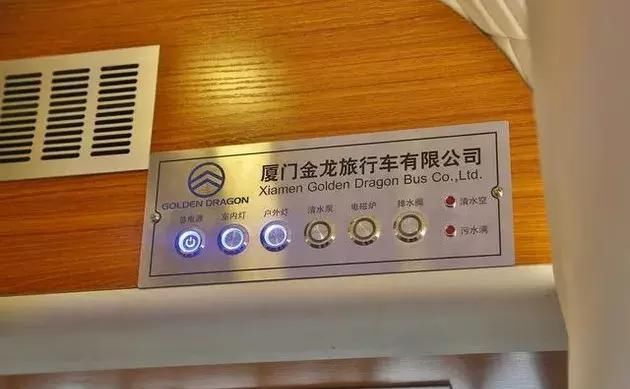 厦门金龙旅行车有限公司
Xiamen Golden Dragon Bus Co.,Ltd.
GOLDEN DRAGON
总电源 室内灯 户外灯 清水泵 电磁炉 排水阀 清水空
污水满